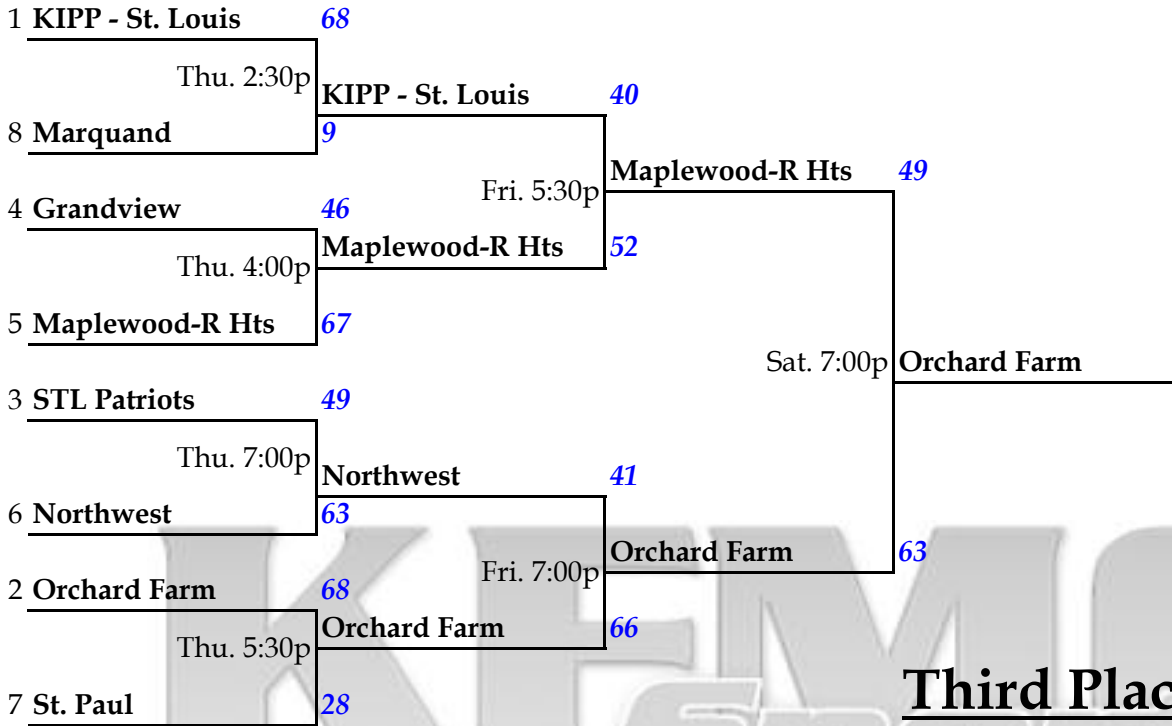 1 KIPP - St. Louis 68
Thu. 2:30p
KIPP - St. Louis 40
8 Marquand 9
Maplewood-R Hts 49
Fri. 5:30p
4 Grandview 46
Maplewood-R Hts 52
Thu. 4:00p
5 Maplewood-R Hts 67
Sat. 7:00p Orchard Farm
3 STL Patriots 49
Thu. 7:00p
Northwest 41
6 Northwest 63
Orchard Farm 63
Fri. 7:00p
2 Orchard Farm 68
Orchard Farm 66
Thu. 5:30p
Third Plac
7 St. Paul 28